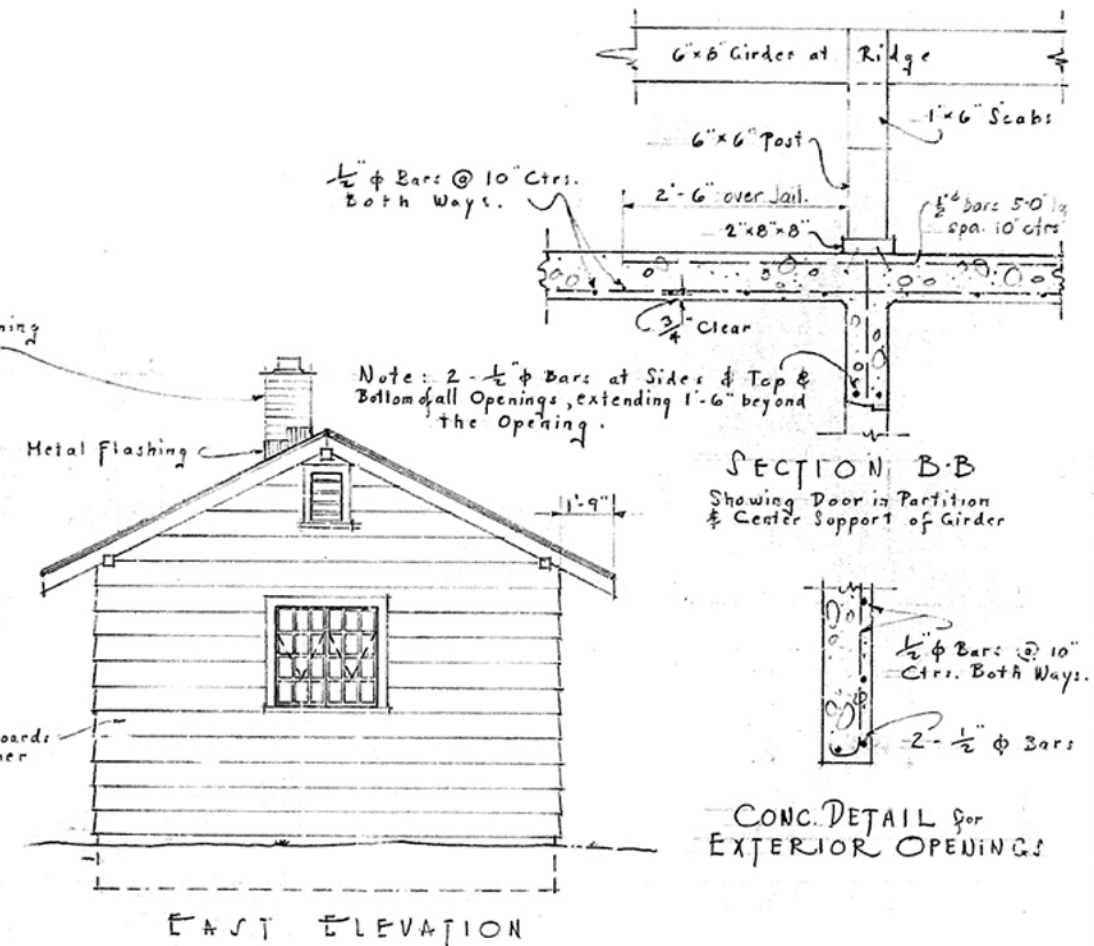 6"x8" Girder at Ridge
1"x6" Scabs
6"x6" Post
½" ϕ Bars @ 10" Ctrs.
Both Ways.
2'-6" over Jail.
½"ϕ bars 5-0" lg
spa. 10" ctrs
2"x8"x8"
¾" Clear
Note: 2 - ½" ϕ Bars at Sides & Top &
Bottom of all Openings, extending 1'-6" beyond
the Opening.
Metal Flashing
1'-9"
SECTION B-B
Showing Door in Partition
& Center Support of Girder
½" ϕ Bars @ 10"
Ctrs. Both Ways.
2 - ½" ϕ Bars
CONC. DETAIL for
EXTERIOR OPENINGS
EAST ELEVATION